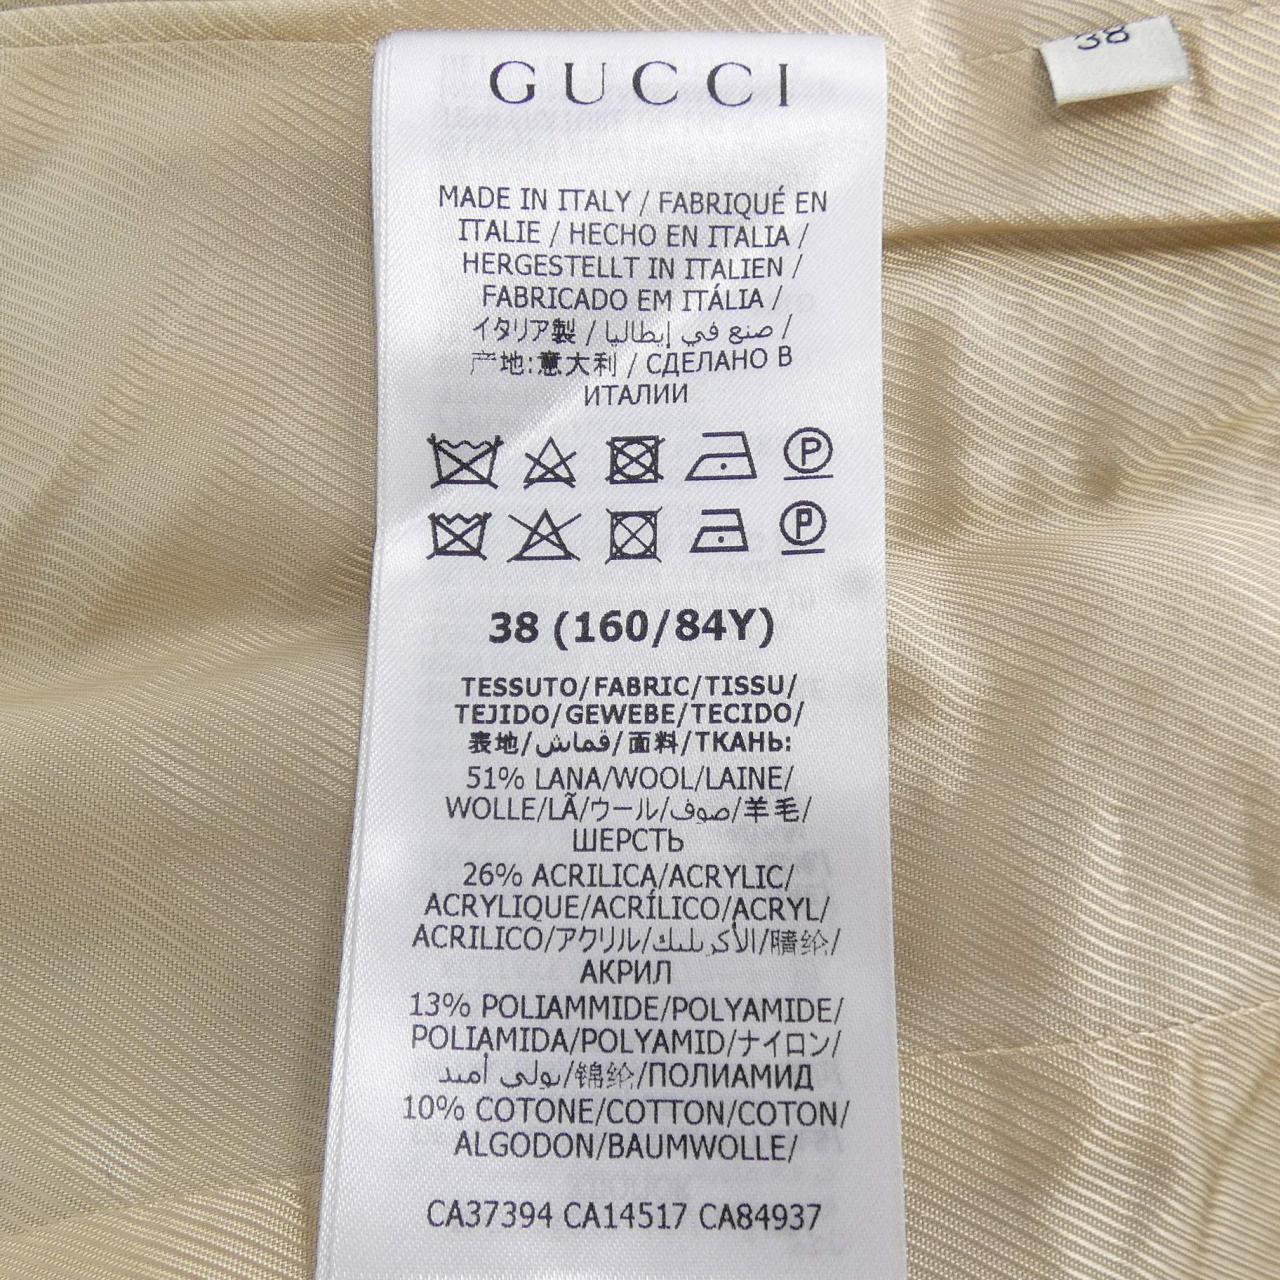 GUCCI
38
MADE IN ITALY / FABRIQUÉ EN
ITALIE / HECHO EN ITALIA /
HERGESTELLT IN ITALIEN /
FABRICADO EM ITÁLIA /
イタリア製 / صنع في إيطاليا /
产地:意大利 / СДЕЛАНО В
ИТАЛИИ
P
P
38 (160/84Y)
TESSUTO/FABRIC/TISSU/
TEJIDO/GEWEBE/TECIDO/
表地/قماش/面料/ТКАНЬ:
51% LANA/WOOL/LAINE/
WOLLE/LÃ/ウール/صوف/羊毛/
ШЕРСТЬ
26% ACRILICA/ACRYLIC/
ACRYLIQUE/ACRÍLICO/ACRYL/
ACRILICO/アクリル/الأكريليك/腈纶/
АКРИЛ
13% POLIAMMIDE/POLYAMIDE/
POLIAMIDA/POLYAMID/ナイロン/
بولي أميد/锦纶/ПОЛИАМИД
10% COTONE/COTTON/COTON/
ALGODON/BAUMWOLLE/
CA37394 CA14517 CA84937